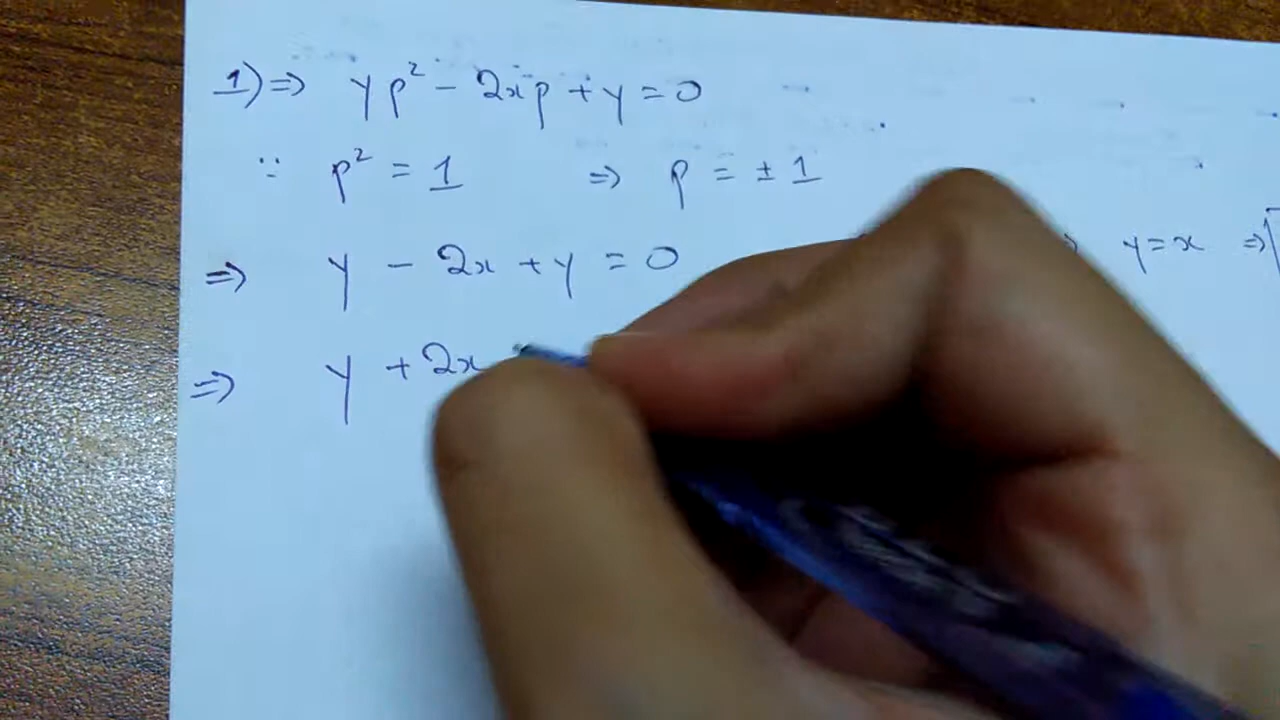 1) ⇒ yp² - 2xp + y = 0
∵ p² = 1 ⇒ p = ± 1
⇒ y - 2x + y = 0 y = x ⇒
⇒ y + 2x